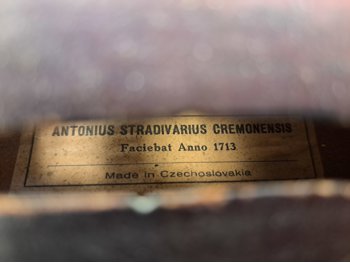 ANTONIUS STRADIVARIUS CREMONENSIS
Faciebat Anno 1713
Made in Czechoslovakia